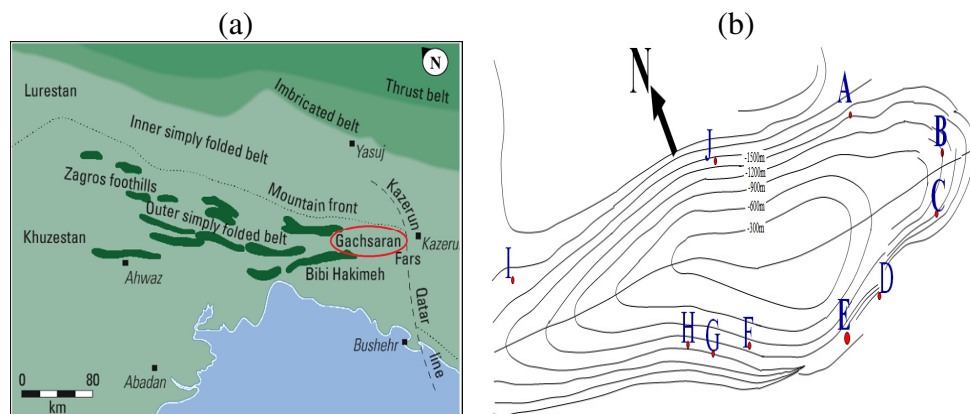 (a)
(b)
N
Thrust belt
Lurestan
Imbricated belt
Inner simply folded belt
Yasuj
Zagros foothills
Mountain front
Kazerun
Outer simply folded belt
Khuzestan
Gachsaran
Kazeru
Fars
Ahwaz
Bibi Hakimeh
Qatar
line
Bushehr
Abadan
0 80
km
N
A
B
J
-1500m
-1200m
-900m
-600m
-300m
C
I
D
E
H
G
F